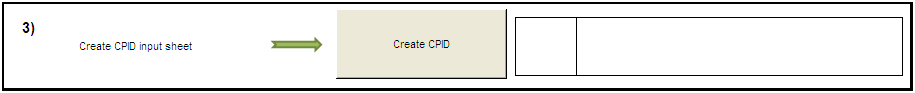 3)
Create CPID input sheet
Create CPID